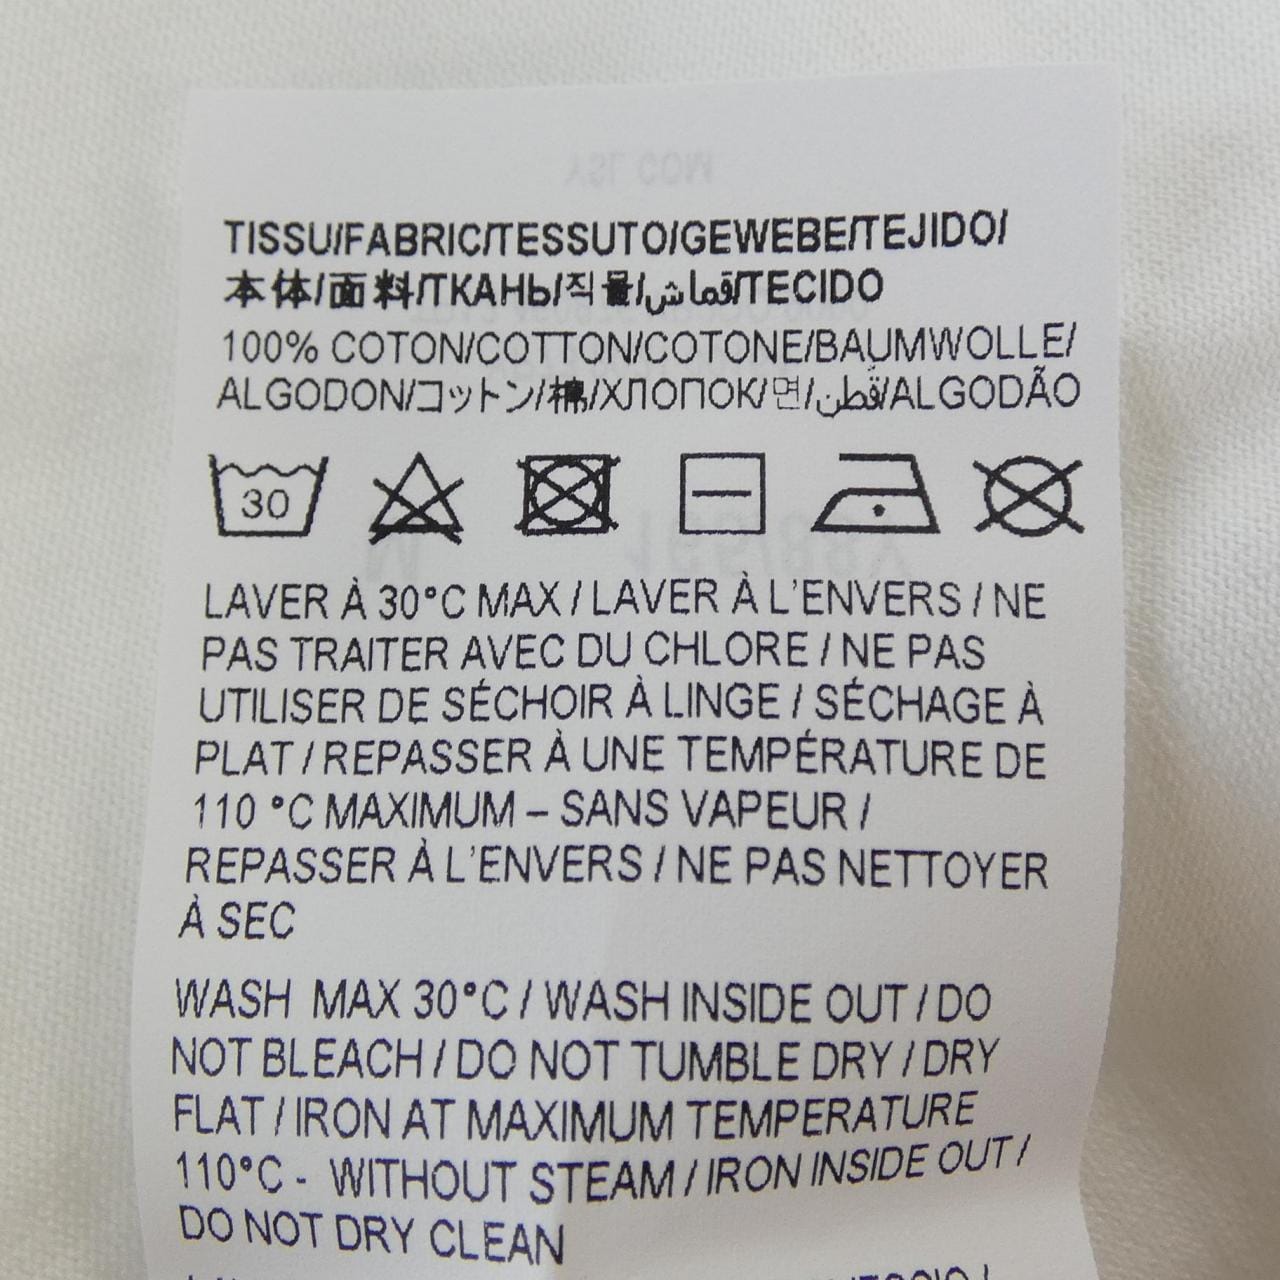 TISSU/FABRIC/TESSUTO/GEWEBE/TEJIDO/
本体/面料/ТКАНЬ/직물/قماش/TECIDO
100% COTON/COTTON/COTONE/BAUMWOLLE/
ALGODON/コットン/棉/ХЛОПОК/면/قطن/ALGODÃO
30
LAVER À 30°C MAX / LAVER À L'ENVERS / NE
PAS TRAITER AVEC DU CHLORE / NE PAS
UTILISER DE SÉCHOIR À LINGE / SÉCHAGE À
PLAT / REPASSER À UNE TEMPÉRATURE DE
110 °C MAXIMUM – SANS VAPEUR /
REPASSER À L'ENVERS / NE PAS NETTOYER
À SEC
WASH MAX 30°C / WASH INSIDE OUT / DO
NOT BLEACH / DO NOT TUMBLE DRY / DRY
FLAT / IRON AT MAXIMUM TEMPERATURE
110°C - WITHOUT STEAM / IRON INSIDE OUT /
DO NOT DRY CLEAN